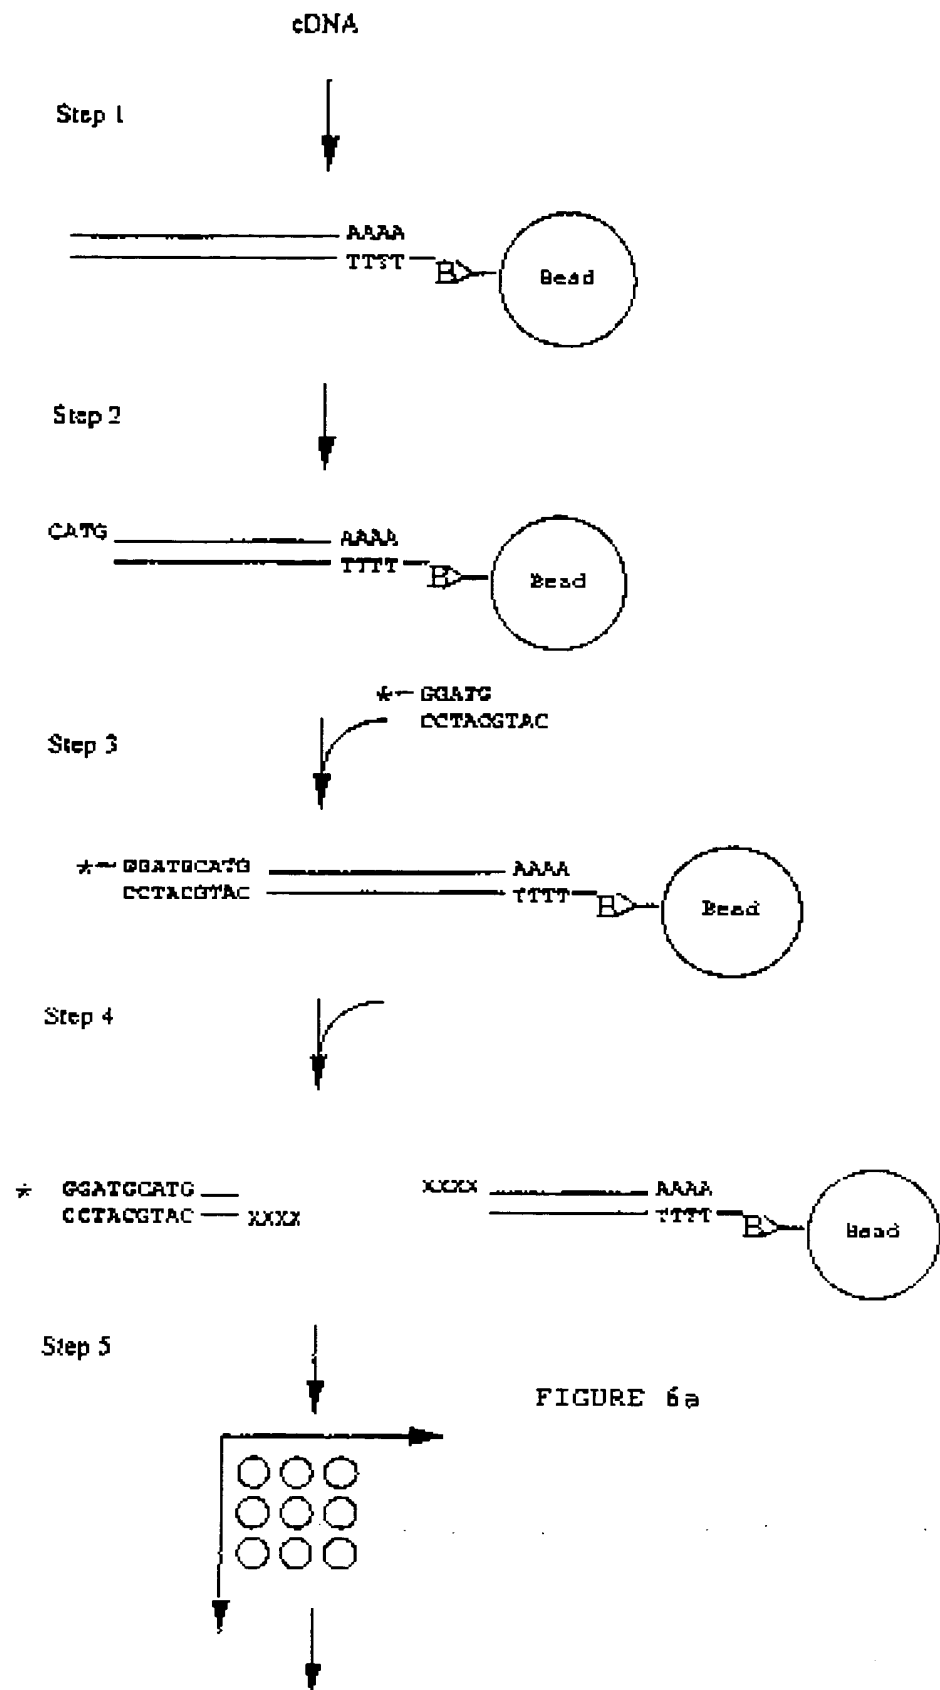 cDNA
Step 1
AAAA
TTTT
B
Bead
Step 2
CATG
AAAA
TTTT
B
Bead
*- GGATG
CCTACGTAC
Step 3
*- GGATGCATG AAAA
CCTACGTAC TTTT
B
Bead
Step 4
* GGATGCATG XXXX AAAA
CCTACGTAC XXXX TTTT
B
Bead
Step 5
FIGURE 6a